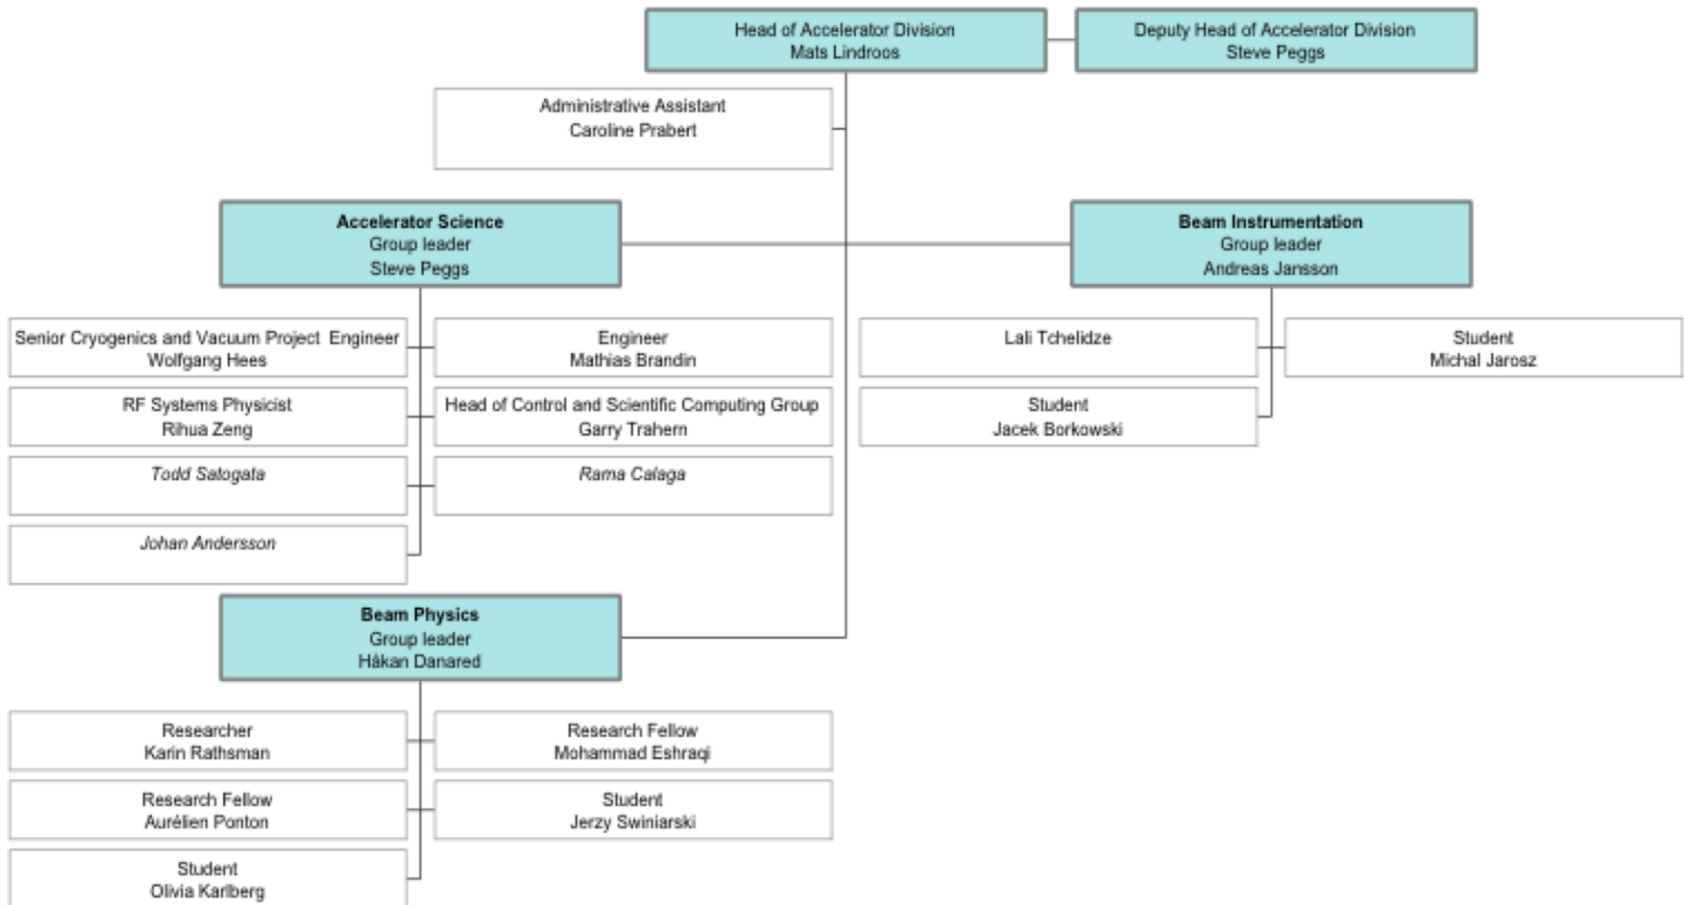 Head of Accelerator Division
Mats Lindroos
Deputy Head of Accelerator Division
Steve Peggs
Administrative Assistant
Caroline Prabert
Accelerator Science
Group leader
Steve Peggs
Beam Instrumentation
Group leader
Andreas Jansson
Senior Cryogenics and Vacuum Project Engineer
Wolfgang Hees
Engineer
Mathias Brandin
Lali Tchelidze
Student
Michal Jarosz
RF Systems Physicist
Rihua Zeng
Head of Control and Scientific Computing Group
Garry Trahern
Student
Jacek Borkowski
Todd Satogata
Rama Calaga
Johan Andersson
Beam Physics
Group leader
Håkan Danared
Researcher
Karin Rathsman
Research Fellow
Mohammad Eshraqi
Research Fellow
Aurélien Ponton
Student
Jerzy Swiniarski
Student
Olivia Karlberg